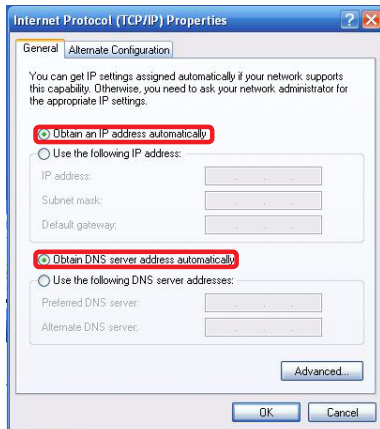 Internet Protocol (TCP/IP) Properties
General
Alternate Configuration
You can get IP settings assigned automatically if your network supports
this capability. Otherwise, you need to ask your network administrator for
the appropriate IP settings.
Obtain an IP address automatically
Use the following IP address:
IP address:
Subnet mask:
Default gateway:
Obtain DNS server address automatically
Use the following DNS server addresses:
Preferred DNS server:
Alternate DNS server:
Advanced...
OK
Cancel